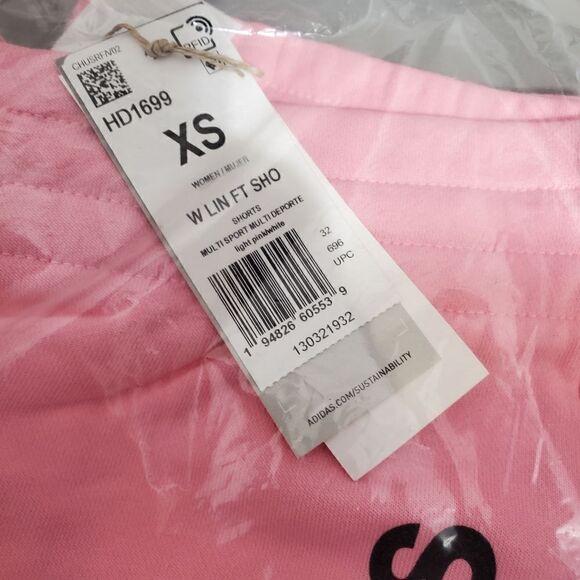 CHUSRFIV02
RFID
HD1699
XS
WOMEN / MUJER
W LIN FT SHO
SHORTS
MULTI SPORT MULTI DEPORTE
light pink/white
32
696
UPC
1 94826 60553 9
130321932
ADIDAS.COM/SUSTAINABILITY
S